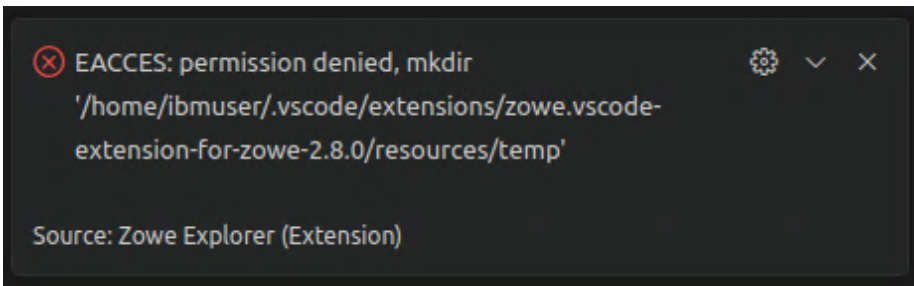 EACCES: permission denied, mkdir
'/home/ibmuser/.vscode/extensions/zowe.vscode-
extension-for-zowe-2.8.0/resources/temp'
Source: Zowe Explorer (Extension)